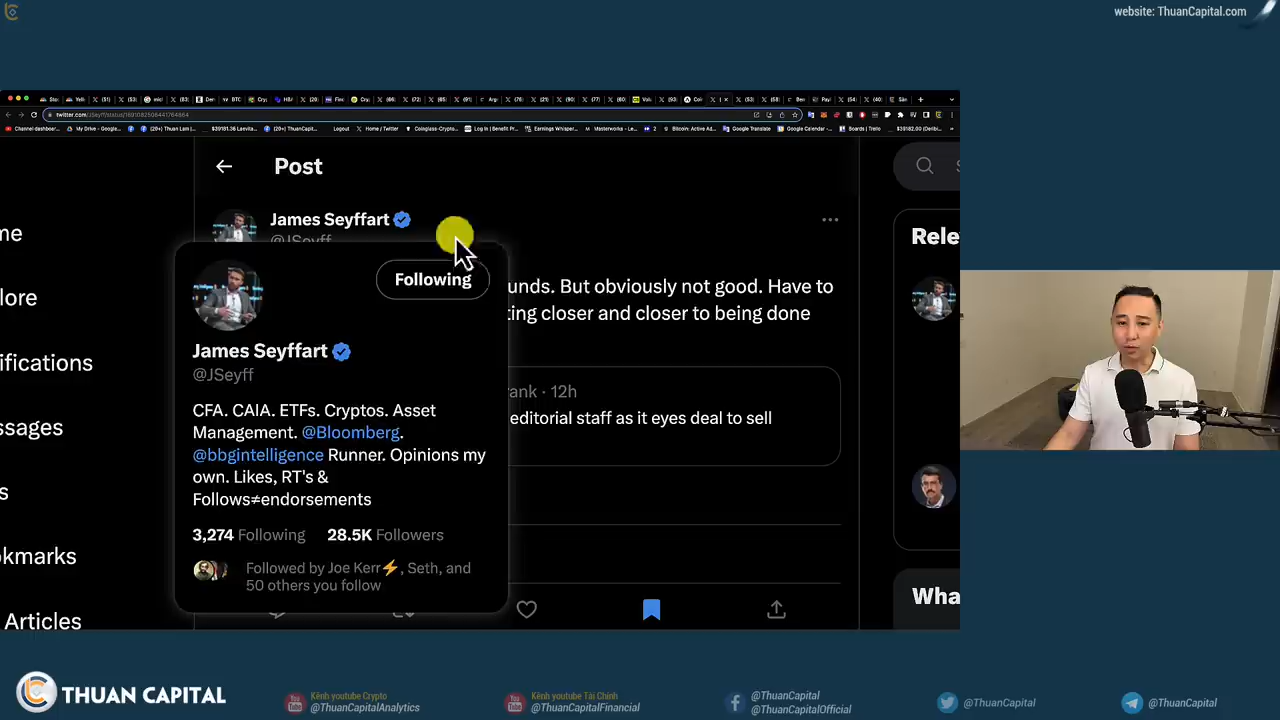 website: ThuanCapital.com
Post
James Seyffart
@JSeyff
Following
unds. But obviously not good. Have to
ting closer and closer to being done
rank · 12h
editorial staff as it eyes deal to sell
James Seyffart
@JSeyff
CFA. CAIA. ETFs. Cryptos. Asset
Management. @Bloomberg.
@bbgintelligence Runner. Opinions my
own. Likes, RT's &
Follows≠endorsements
3,274 Following 28.5K Followers
Followed by Joe Kerr⚡, Seth, and
50 others you follow
me
lore
ifications
ssages
s
okmarks
Articles
Rele
Wha
THUAN CAPITAL
Kênh youtube Crypto
@ThuanCapitalAnalytics
Kênh youtube Tài Chính
@ThuanCapitalFinancial
@ThuanCapital
@ThuanCapitalOfficial
@ThuanCapital
@ThuanCapital